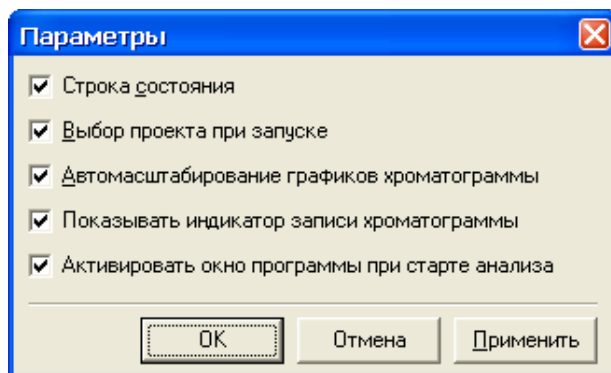 Параметры
Строка состояния
Выбор проекта при запуске
Автомасштабирование графиков хроматограммы
Показывать индикатор записи хроматограммы
Активировать окно программы при старте анализа
OK Отмена Применить